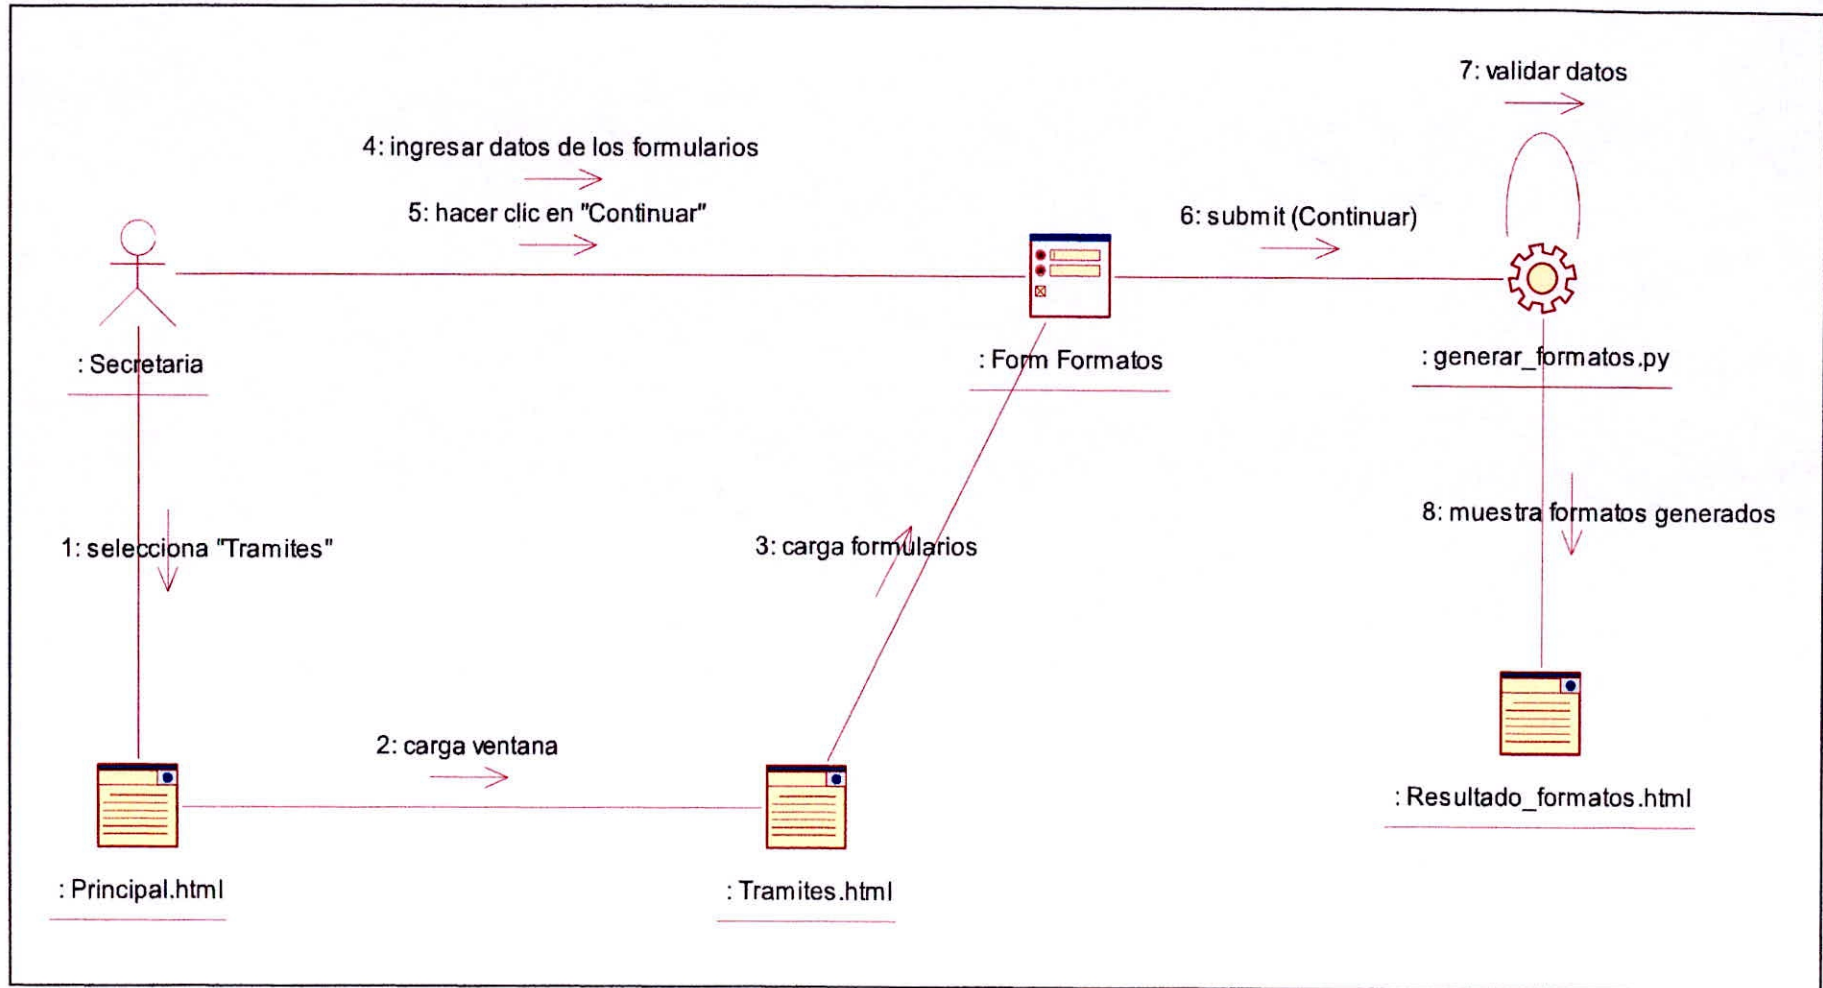 7: validar datos
4: ingresar datos de los formularios
5: hacer clic en "Continuar"
6: submit (Continuar)
: Secretaria
: Form Formatos
: generar_formatos.py
1: selecciona "Tramites"
3: carga formularios
8: muestra formatos generados
2: carga ventana
: Resultado_formatos.html
: Principal.html
: Tramites.html